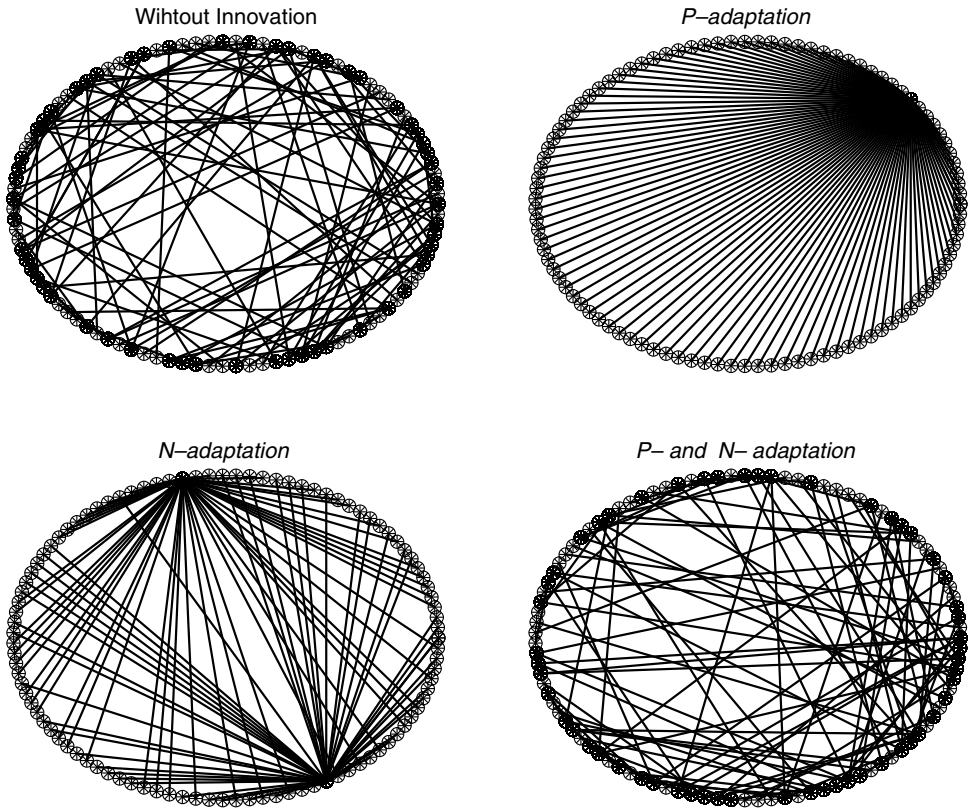 Wihtout Innovation
P–adaptation
N–adaptation
P– and N– adaptation